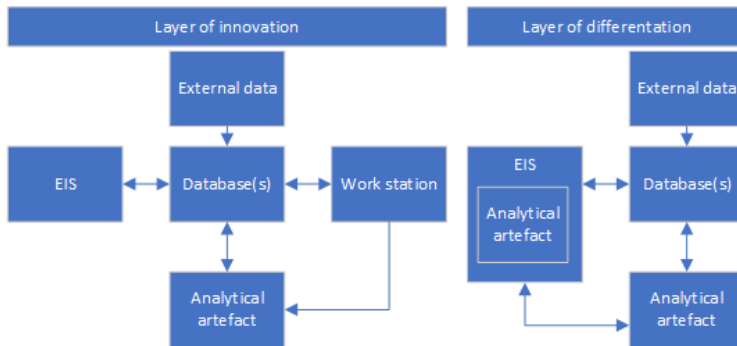 Layer of innovation
External data
EIS
Database(s)
Work station
Analytical
artefact
Layer of differentation
External data
EIS
Analytical
artefact
Database(s)
Analytical
artefact